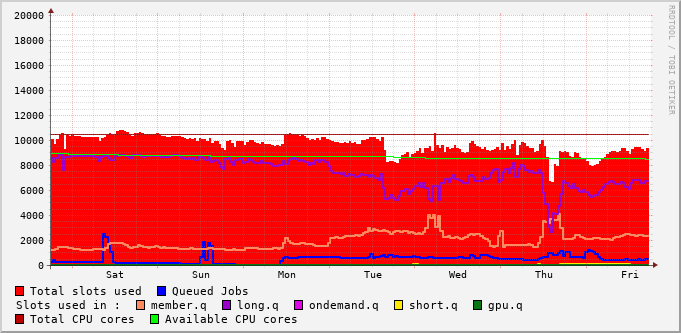 RRDTOOL / TOBI OETIKER
20000
18000
16000
14000
12000
10000
8000
6000
4000
2000
0
Sat Sun Mon Tue Wed Thu Fri
Total slots used Queued Jobs
Slots used in : member.q long.q ondemand.q short.q gpu.q
Total CPU cores Available CPU cores